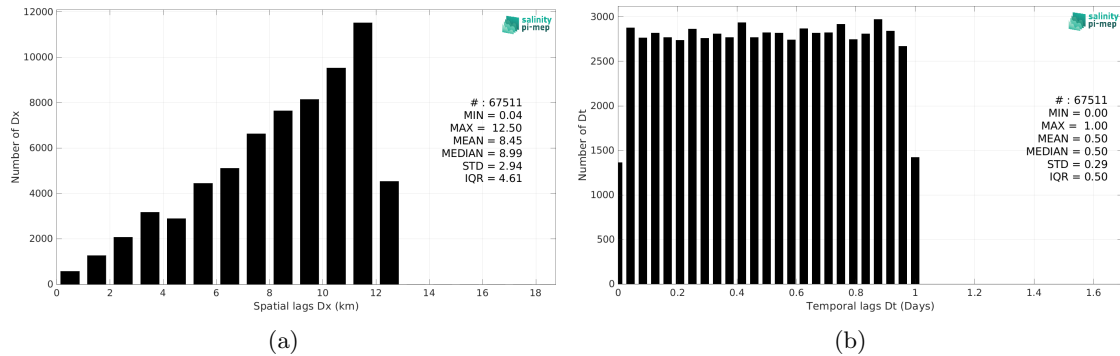 12000
10000
8000
6000
4000
2000
0
Number of Dx
0 2 4 6 8 10 12 14 16 18
Spatial lags Dx (km)
salinity
pi-mep
# : 67511
MIN = 0.04
MAX = 12.50
MEAN = 8.45
MEDIAN = 8.99
STD = 2.94
IQR = 4.61
(a)
3000
2500
2000
1500
1000
500
0
Number of Dt
0 0.2 0.4 0.6 0.8 1 1.2 1.4 1.6
Temporal lags Dt (Days)
salinity
pi-mep
# : 67511
MIN = 0.00
MAX = 1.00
MEAN = 0.50
MEDIAN = 0.50
STD = 0.29
IQR = 0.50
(b)